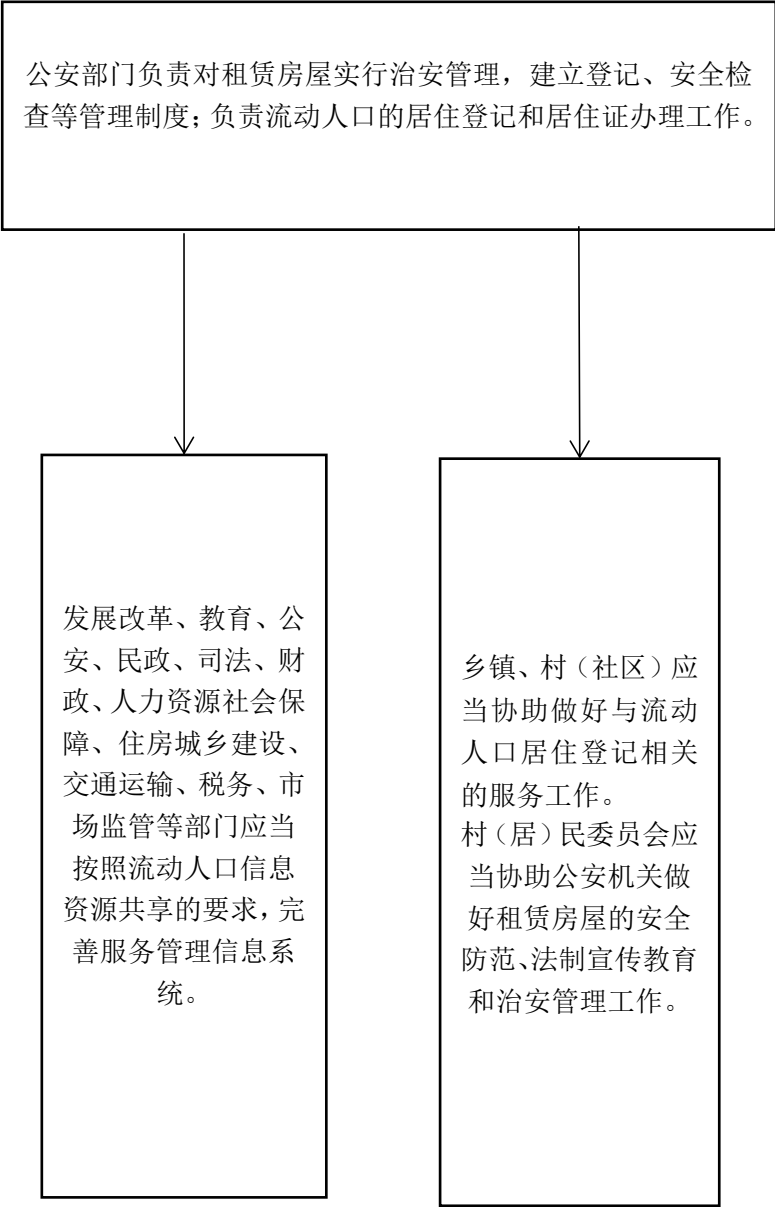 公安部门负责对租赁房屋实行治安管理，建立登记、安全检
查等管理制度；负责流动人口的居住登记和居住证办理工作。
发展改革、教育、公
安、民政、司法、财
政、人力资源社会保
障、住房城乡建设、
交通运输、税务、市
场监管等部门应当
按照流动人口信息
资源共享的要求，完
善服务管理信息系
统。
乡镇、村（社区）应
当协助做好与流动
人口居住登记相关
的服务工作。
村（居）民委员会应
当协助公安机关做
好租赁房屋的安全
防范、法制宣传教育
和治安管理工作。